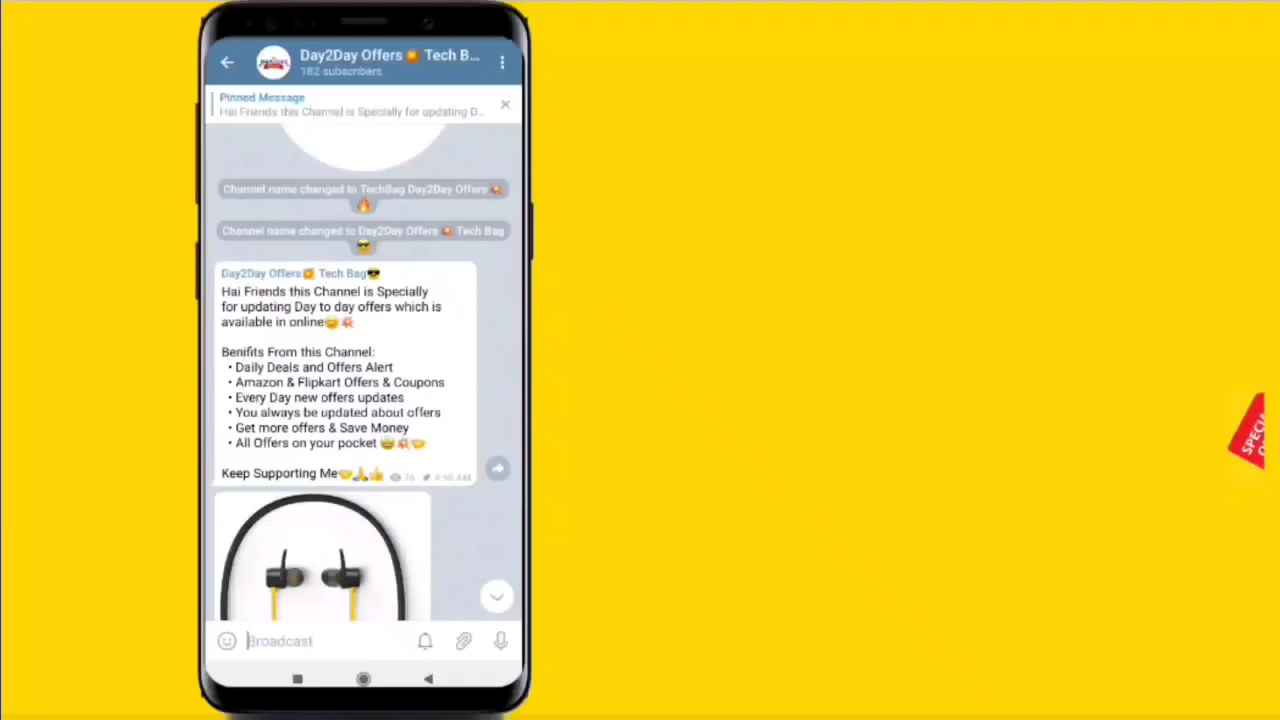 Day2Day Offers💥 Tech B...
182 subscribers
Pinned Message
Hai Friends this Channel is Specially for updating D...
Channel name changed to TechBag Day2Day Offers 💥
🔥
Channel name changed to Day2Day Offers 💥 Tech Bag
😎
Day2Day Offers💥 Tech Bag😎
Hai Friends this Channel is Specially
for updating Day to day offers which is
available in online😊💥
Benifits From this Channel:
• Daily Deals and Offers Alert
• Amazon & Flipkart Offers & Coupons
• Every Day new offers updates
• You always be updated about offers
• Get more offers & Save Money
• All Offers on your pocket 🤩💥🤝
Keep Supporting Me🤝🙏👍 76 9:50 AM
Broadcast